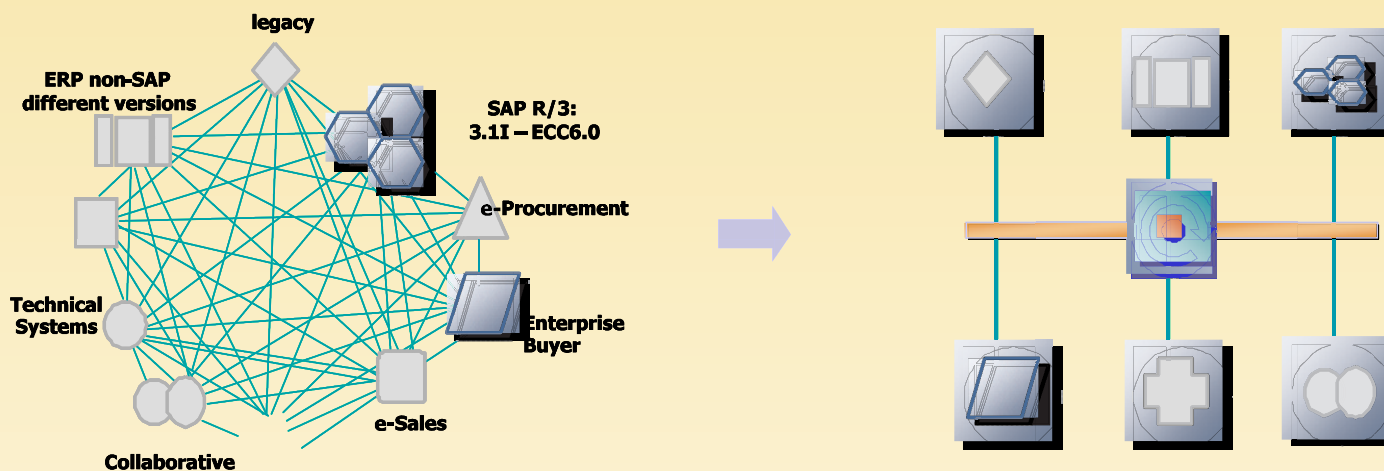 legacy
ERP non-SAP
different versions
SAP R/3:
3.1I – ECC6.0
e-Procurement
Technical
Systems
Enterprise
Buyer
e-Sales
Collaborative